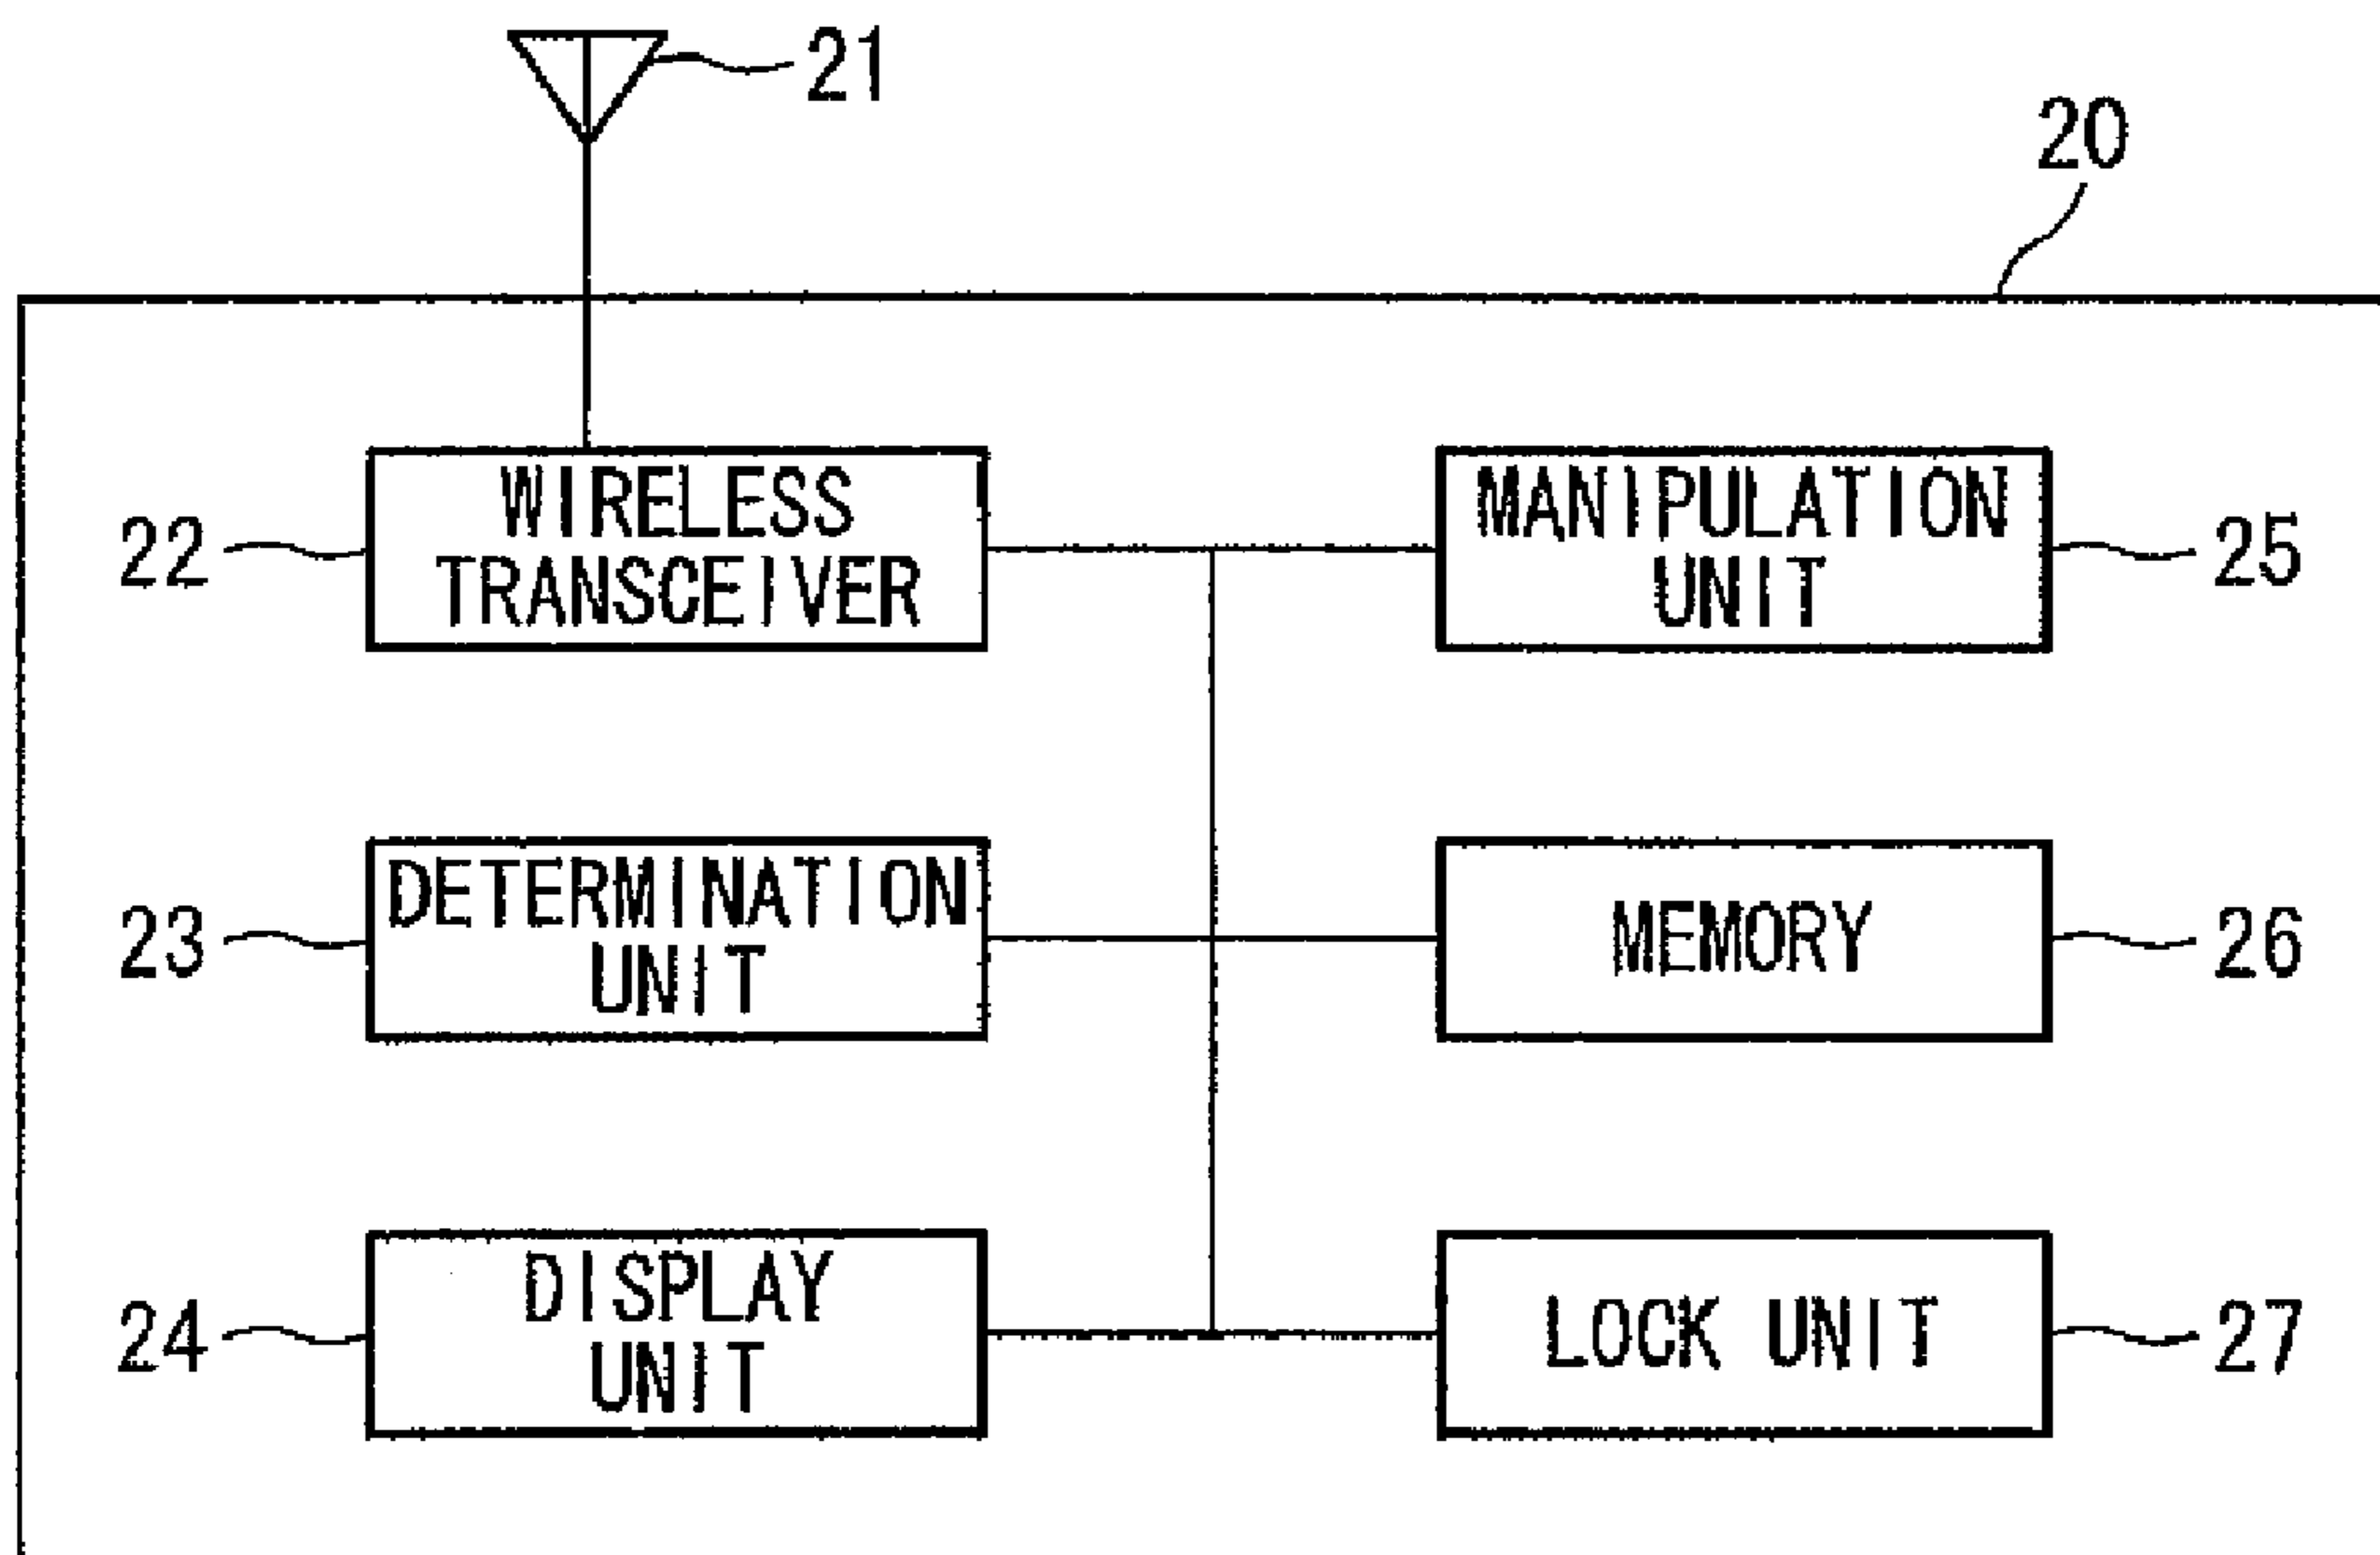 21
20
22
WIRELESS
TRANSCEIVER
MANIPULATION
UNIT
25
23
DETERMINATION
UNIT
MEMORY
26
24
DISPLAY
UNIT
LOCK UNIT
27